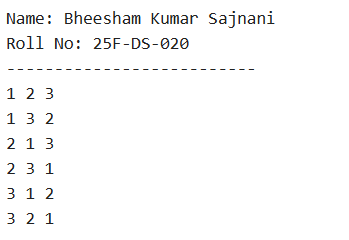 Name: Bheesham Kumar Sajnani
Roll No: 25F-DS-020
--------------------------
1 2 3
1 3 2
2 1 3
2 3 1
3 1 2
3 2 1